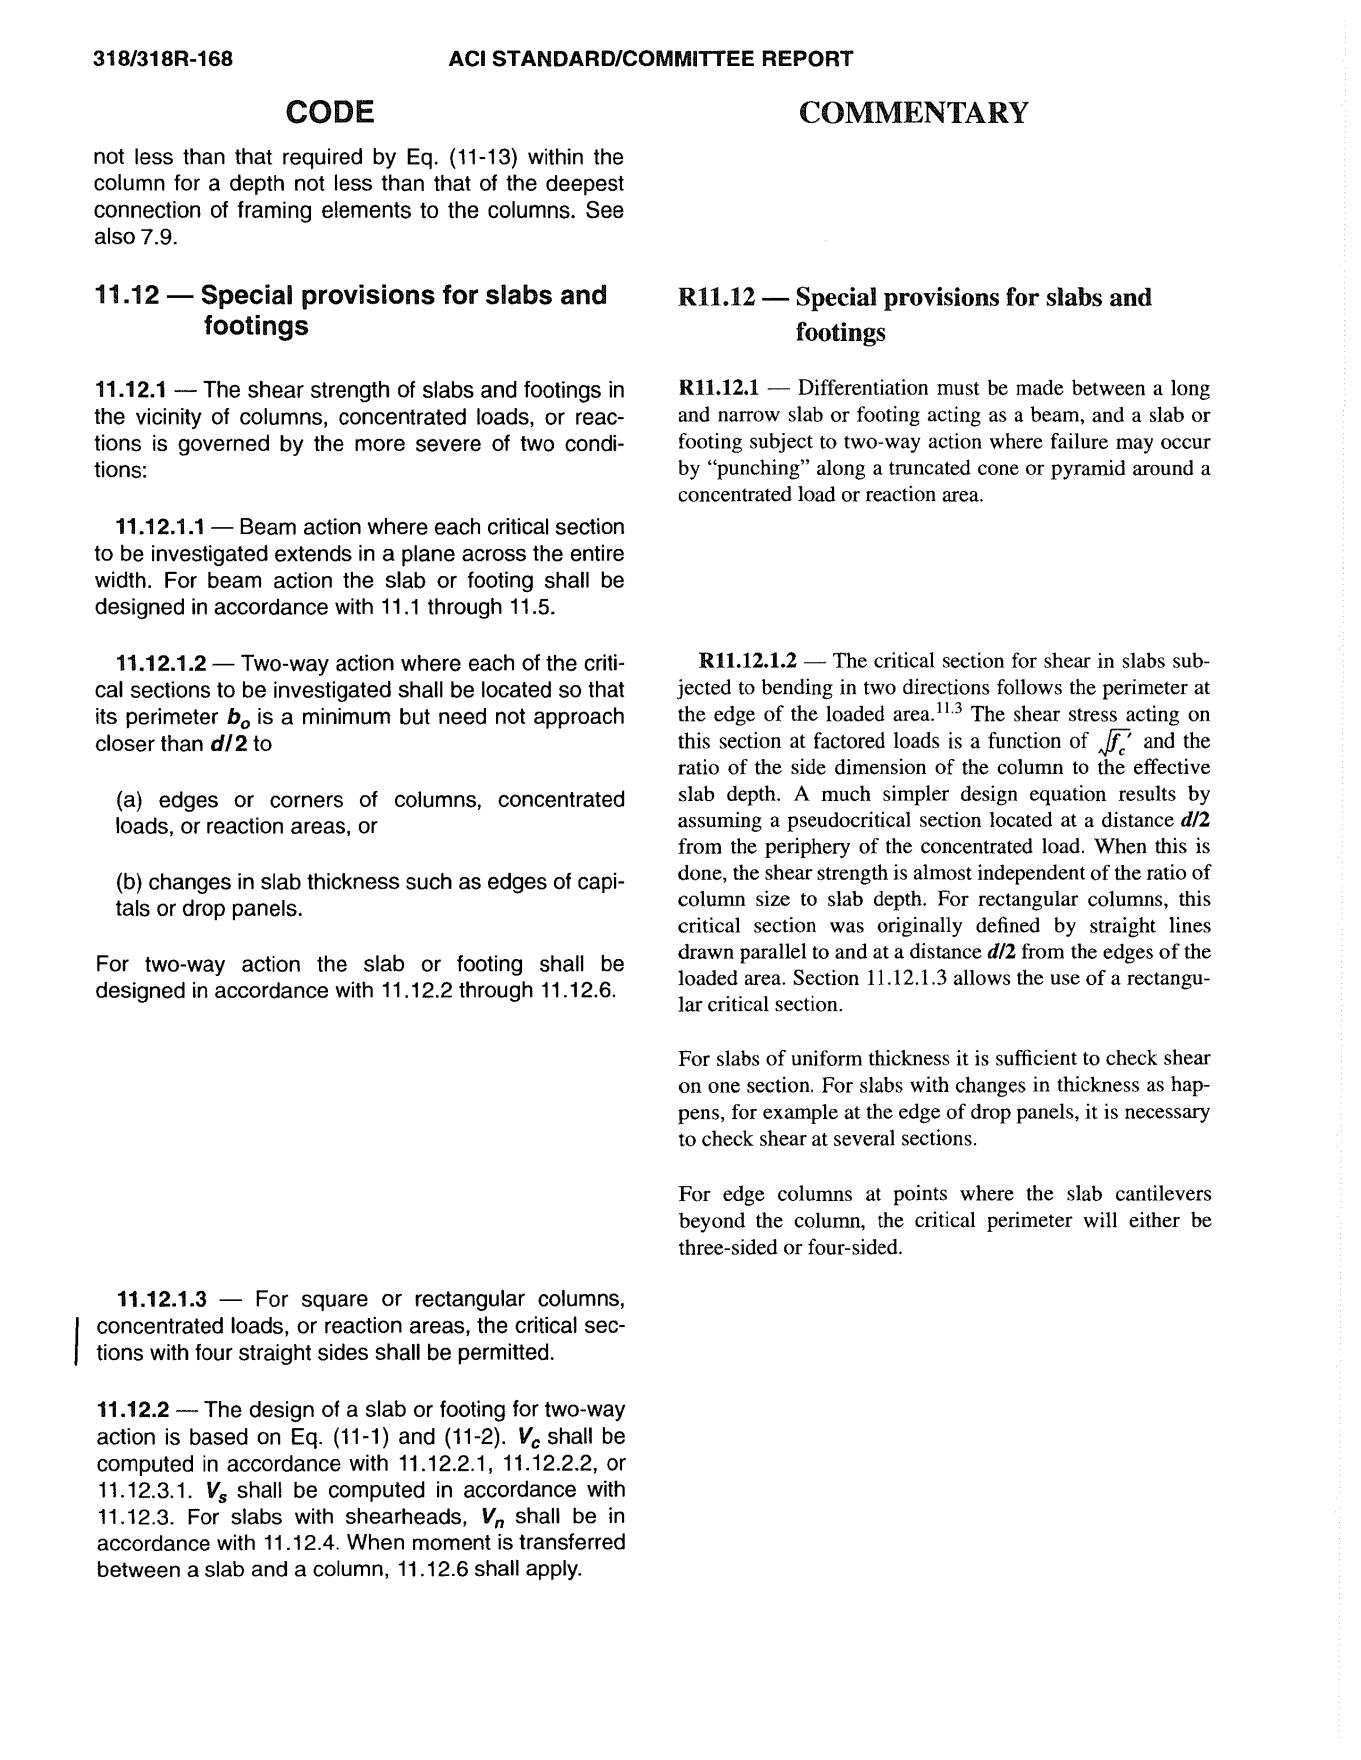 318/318R-168
ACI STANDARD/COMMITTEE REPORT
CODE
not less than that required by Eq. (11-13) within the
column for a depth not less than that of the deepest
connection of framing elements to the columns. See
also 7.9.
11.12 — Special provisions for slabs and
footings
11.12.1 — The shear strength of slabs and footings in
the vicinity of columns, concentrated loads, or reac-
tions is governed by the more severe of two condi-
tions:
11.12.1.1 — Beam action where each critical section
to be investigated extends in a plane across the entire
width. For beam action the slab or footing shall be
designed in accordance with 11.1 through 11.5.
11.12.1.2 — Two-way action where each of the criti-
cal sections to be investigated shall be located so that
its perimeter bₒ is a minimum but need not approach
closer than d/2 to
(a) edges or corners of columns, concentrated
loads, or reaction areas, or
(b) changes in slab thickness such as edges of capi-
tals or drop panels.
For two-way action the slab or footing shall be
designed in accordance with 11.12.2 through 11.12.6.
11.12.1.3 — For square or rectangular columns,
concentrated loads, or reaction areas, the critical sec-
tions with four straight sides shall be permitted.
11.12.2 — The design of a slab or footing for two-way
action is based on Eq. (11-1) and (11-2). V_c shall be
computed in accordance with 11.12.2.1, 11.12.2.2, or
11.12.3.1. V_s shall be computed in accordance with
11.12.3. For slabs with shearheads, V_n shall be in
accordance with 11.12.4. When moment is transferred
between a slab and a column, 11.12.6 shall apply.
COMMENTARY
R11.12 — Special provisions for slabs and
footings
R11.12.1 — Differentiation must be made between a long
and narrow slab or footing acting as a beam, and a slab or
footing subject to two-way action where failure may occur
by “punching” along a truncated cone or pyramid around a
concentrated load or reaction area.
R11.12.1.2 — The critical section for shear in slabs sub-
jected to bending in two directions follows the perimeter at
the edge of the loaded area.¹¹·³ The shear stress acting on
this section at factored loads is a function of √f_c′ and the
ratio of the side dimension of the column to the effective
slab depth. A much simpler design equation results by
assuming a pseudocritical section located at a distance d/2
from the periphery of the concentrated load. When this is
done, the shear strength is almost independent of the ratio of
column size to slab depth. For rectangular columns, this
critical section was originally defined by straight lines
drawn parallel to and at a distance d/2 from the edges of the
loaded area. Section 11.12.1.3 allows the use of a rectangu-
lar critical section.
For slabs of uniform thickness it is sufficient to check shear
on one section. For slabs with changes in thickness as hap-
pens, for example at the edge of drop panels, it is necessary
to check shear at several sections.
For edge columns at points where the slab cantilevers
beyond the column, the critical perimeter will either be
three-sided or four-sided.